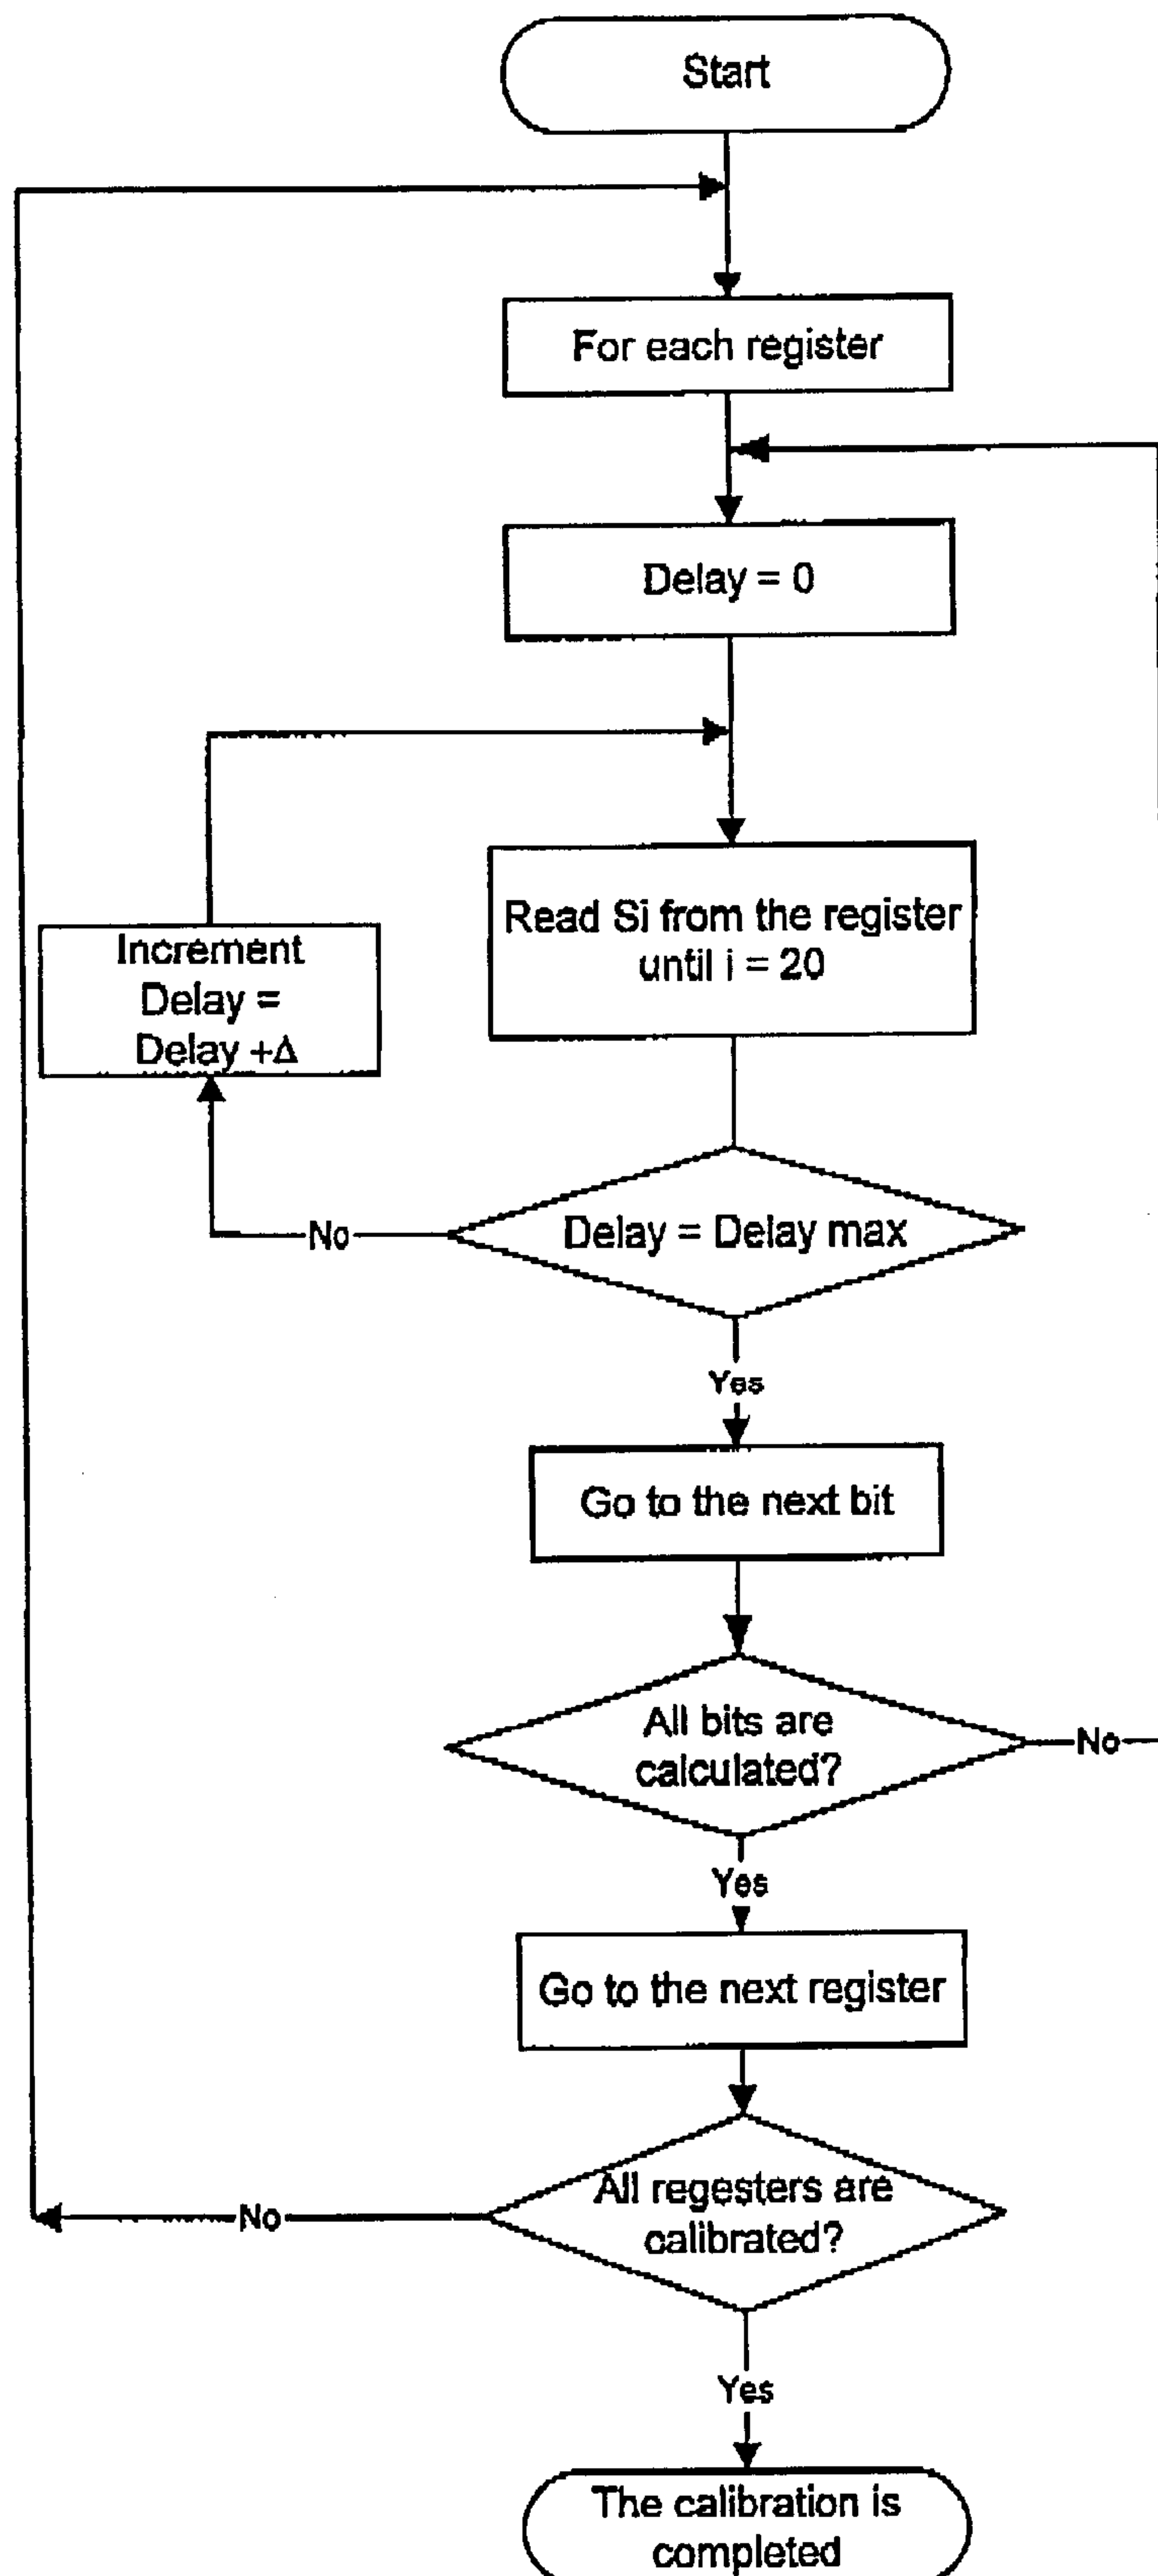 Start
For each register
Delay = 0
Read Si from the register
until i = 20
Increment
Delay =
Delay +Δ
No
Delay = Delay max
Yes
Go to the next bit
All bits are
calculated?
No
Yes
Go to the next register
All regesters are
calibrated?
No
Yes
The calibration is
completed